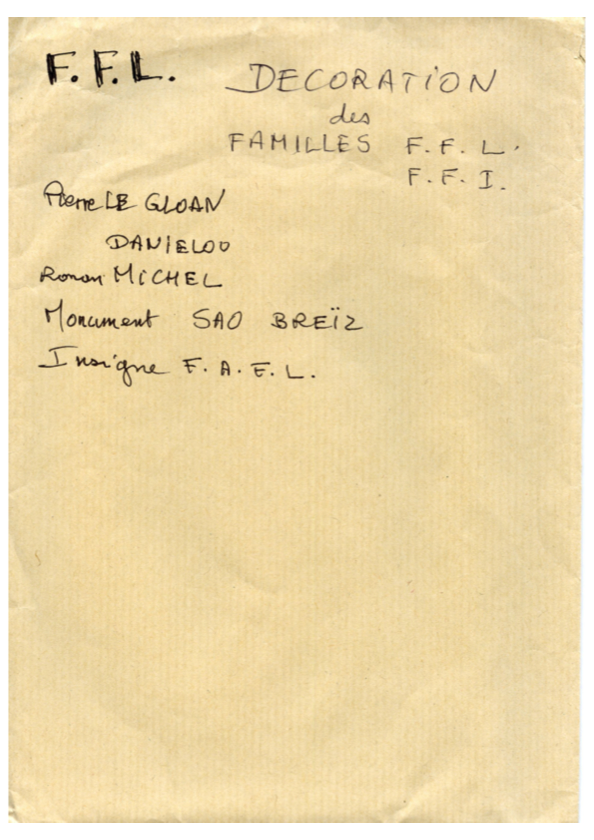 F. F. L.
DECORATION
des
FAMILLES F. F. L.
F. F. I.
Pierre LE GLOAN
DANIELOU
Ronan MICHEL
Monument SAO BREÏZ
Insigne F. A. F. L.